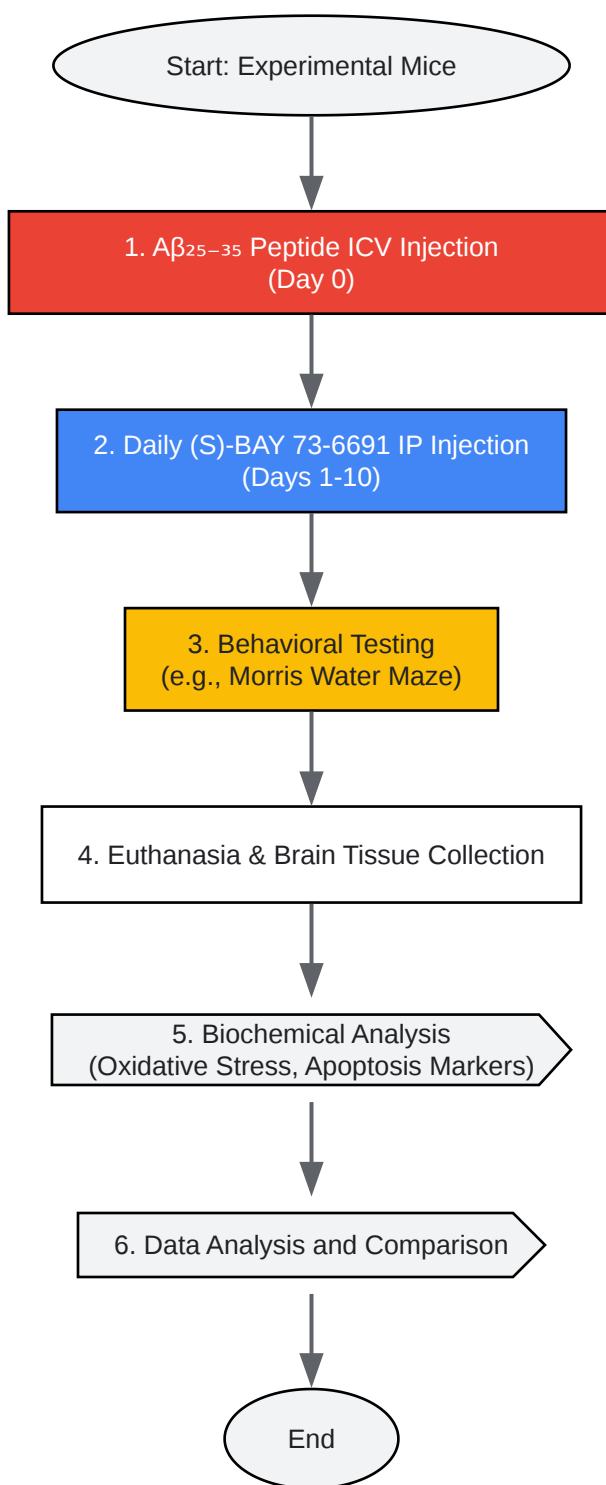 Start: Experimental Mice
1. Aβ₂₅₋₃₅ Peptide ICV Injection
(Day 0)
2. Daily (S)-BAY 73-6691 IP Injection
(Days 1-10)
3. Behavioral Testing
(e.g., Morris Water Maze)
4. Euthanasia & Brain Tissue Collection
5. Biochemical Analysis
(Oxidative Stress, Apoptosis Markers)
6. Data Analysis and Comparison
End